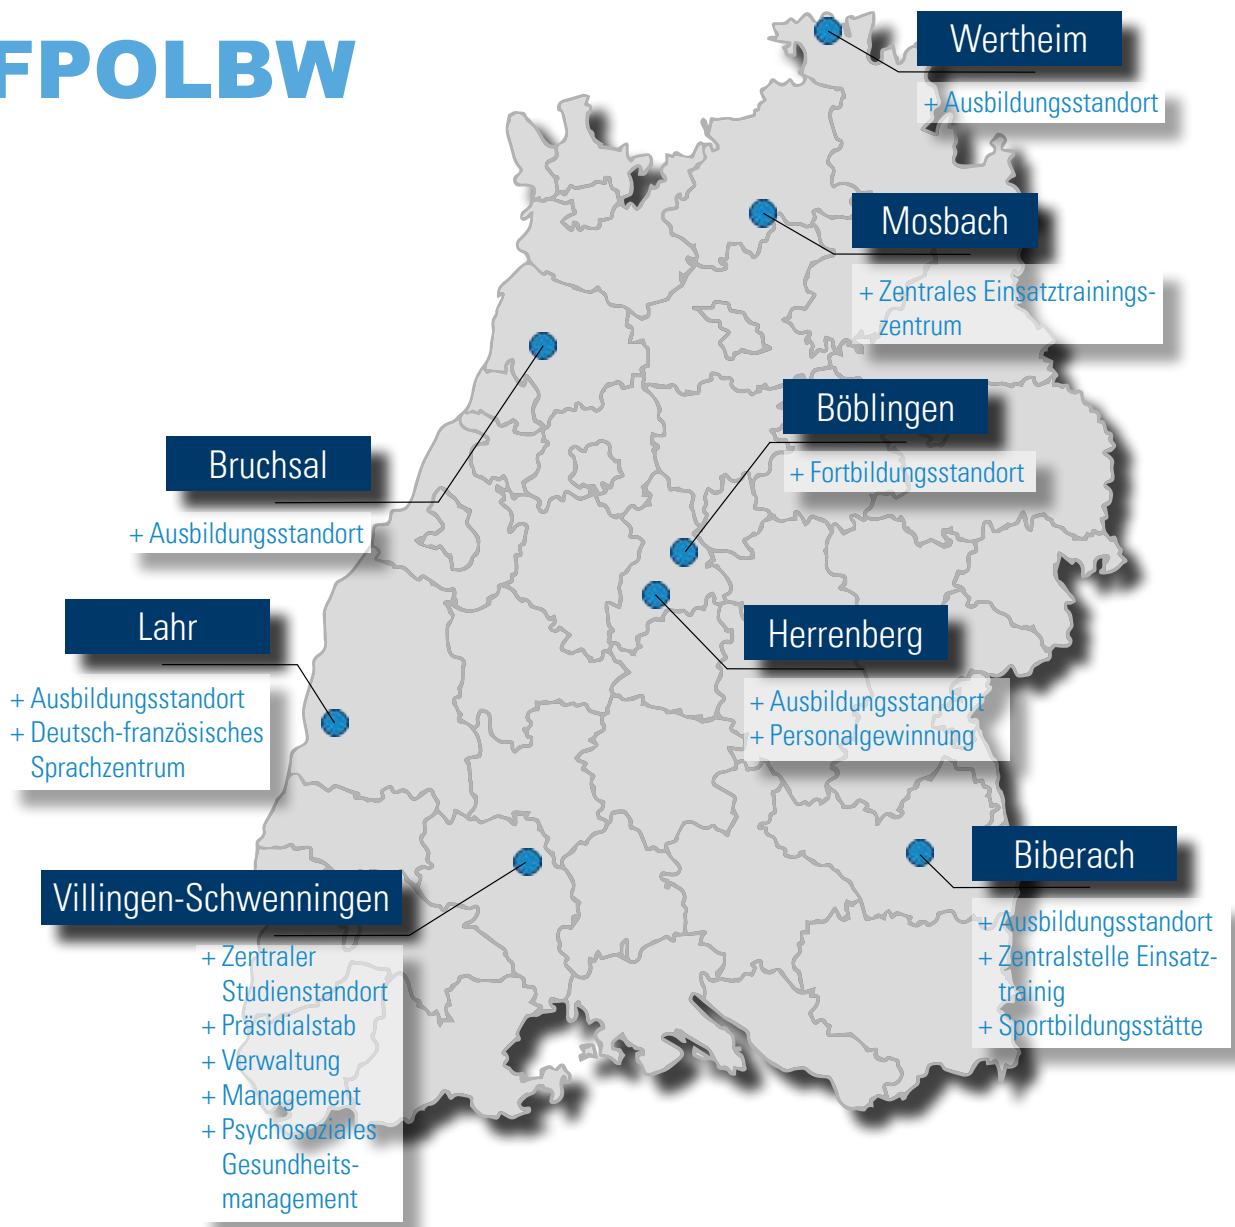 FPOLBW
Wertheim
+ Ausbildungsstandort
Mosbach
+ Zentrales Einsatztrainings-
zentrum
Böblingen
+ Fortbildungsstandort
Bruchsal
+ Ausbildungsstandort
Lahr
+ Ausbildungsstandort
+ Deutsch-französisches
Sprachzentrum
Herrenberg
+ Ausbildungsstandort
+ Personalgewinnung
Villingen-Schwenningen
+ Zentraler
Studienstandort
+ Präsidialstab
+ Verwaltung
+ Management
+ Psychosoziales
Gesundheits-
management
Biberach
+ Ausbildungsstandort
+ Zentralstelle Einsatz-
trainig
+ Sportbildungsstätte